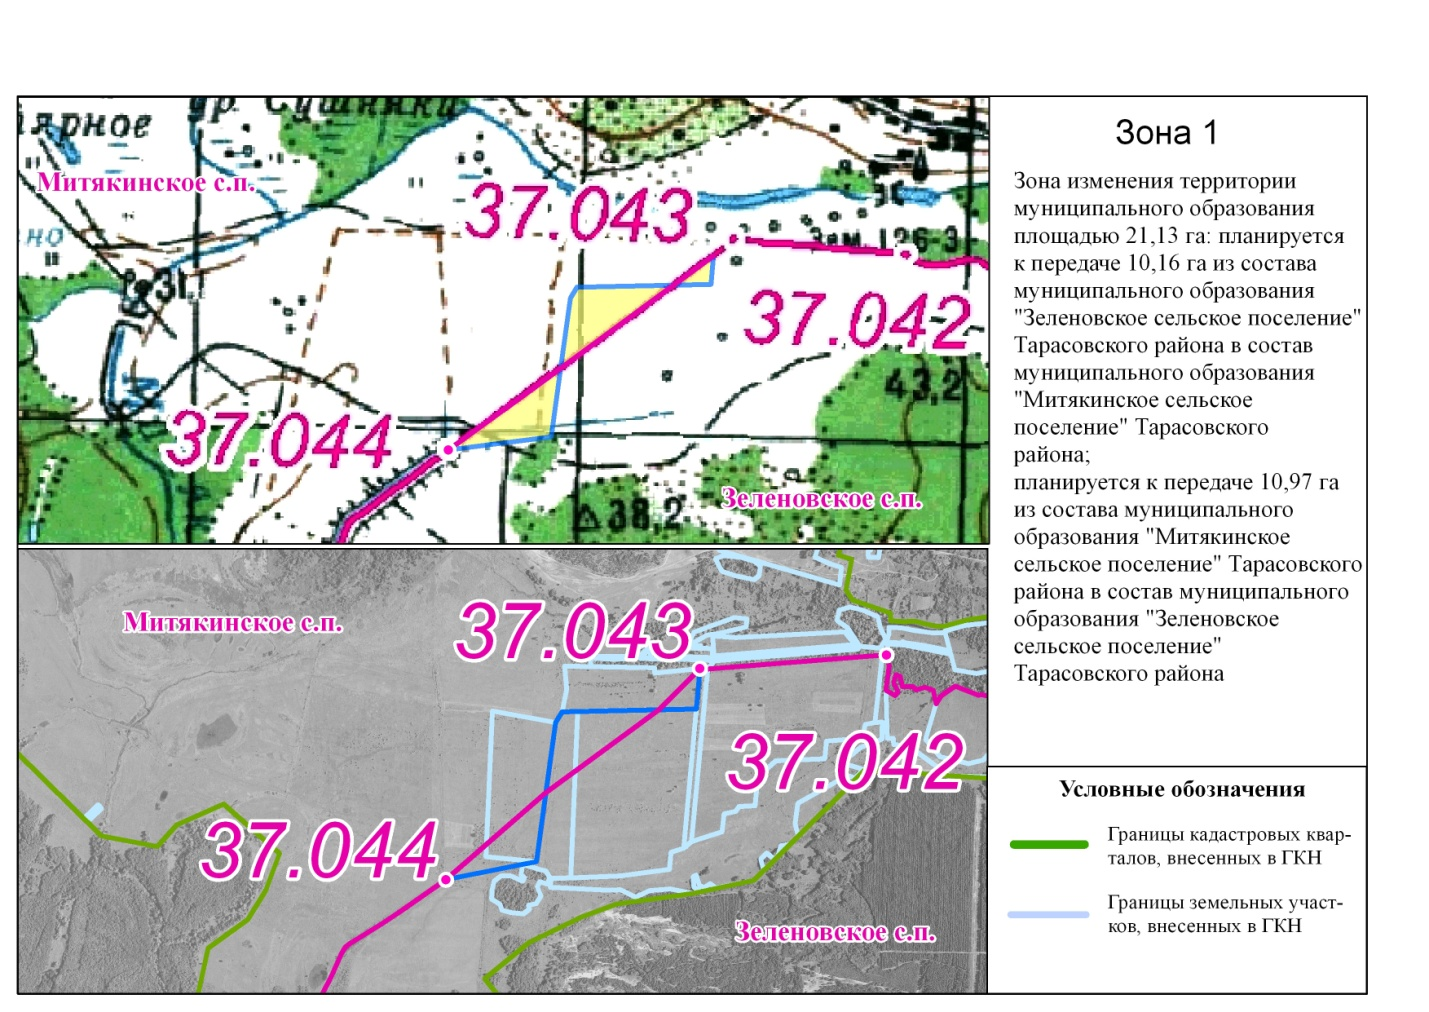 ур. Сушинки
Митякинское с.п.
37.043
37.042
43,2
37.044
Зеленовское с.п.
38,2
Митякинское с.п.
37.043
37.042
37.044
Зеленовское с.п.
Зона 1
Зона изменения территории
муниципального образования
площадью 21,13 га: планируется
к передаче 10,16 га из состава
муниципального образования
"Зеленовское сельское поселение"
Тарасовского района в состав
муниципального образования
"Митякинское сельское
поселение" Тарасовского
района;
планируется к передаче 10,97 га
из состава муниципального
образования "Митякинское
сельское поселение" Тарасовского
района в состав муниципального
образования "Зеленовское
сельское поселение"
Тарасовского района
Условные обозначения
Границы кадастровых квар-
талов, внесенных в ГКН
Границы земельных участ-
ков, внесенных в ГКН